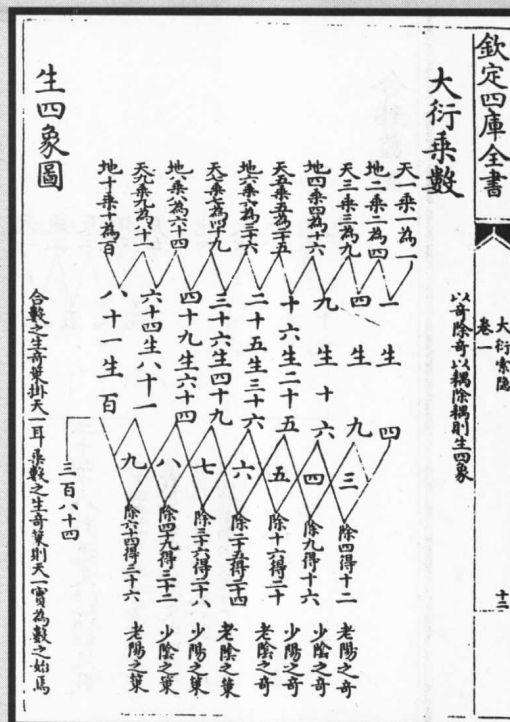 欽定四庫全書
大衍索隱
卷一
十二
大衍乘數
以奇除奇以耦除耦則生四象
天一乘一為一
地二乘二為四
天三乘三為九
地四乘四為十六
天五乘五為二十五
地六乘六為三十六
天七乘七為四十九
地八乘八為六十四
天九乘九為八十一
地十乘十為百
一生四
四生九
九生十六
十六生二十五
二十五生三十六
三十六生四十九
四十九生六十四
六十四生八十一
八十一生百
三
四
五
六
七
八
九
除四得十二
除九得十六
除十六得二十
除二十五得二十四
除三十六得二十八
除四十九得三十二
除六十四得三十六
老陽之奇
少陰之奇
少陽之奇
老陰之奇
老陰之策
少陽之策
少陰之策
老陽之策
三百八十四
生四象圖
合數之生奇策掛天一耳乘數之生奇策則天一實為數之始焉